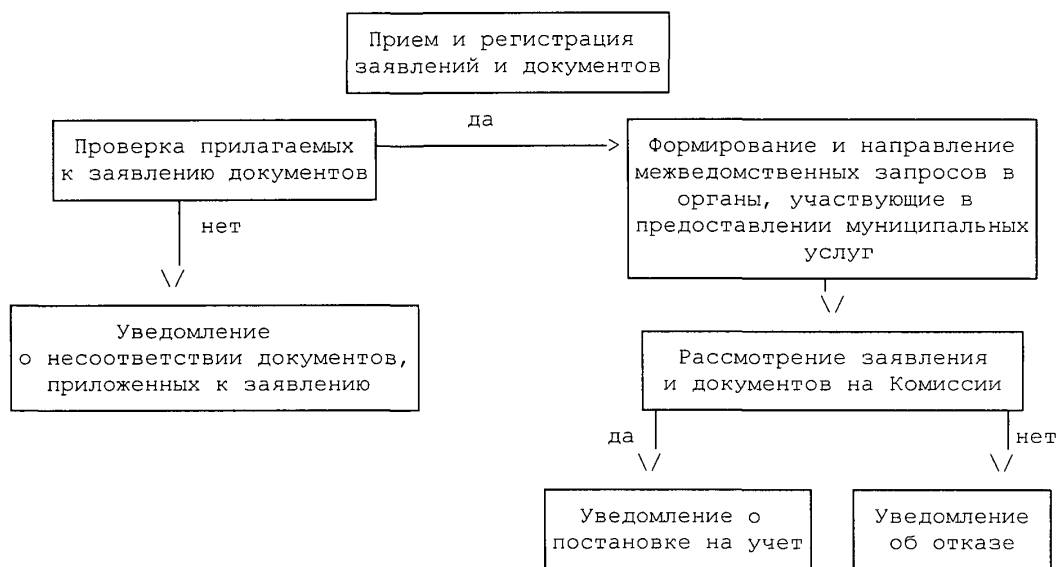 Прием и регистрация
заявлений и документов
да
Проверка прилагаемых
к заявлению документов
Формирование и направление
межведомственных запросов в
органы, участвующие в
предоставлении муниципальных
услуг
нет
Уведомление
о несоответствии документов,
приложенных к заявлению
Рассмотрение заявления
и документов на Комиссии
да
нет
Уведомление о
постановке на учет
Уведомление
об отказе